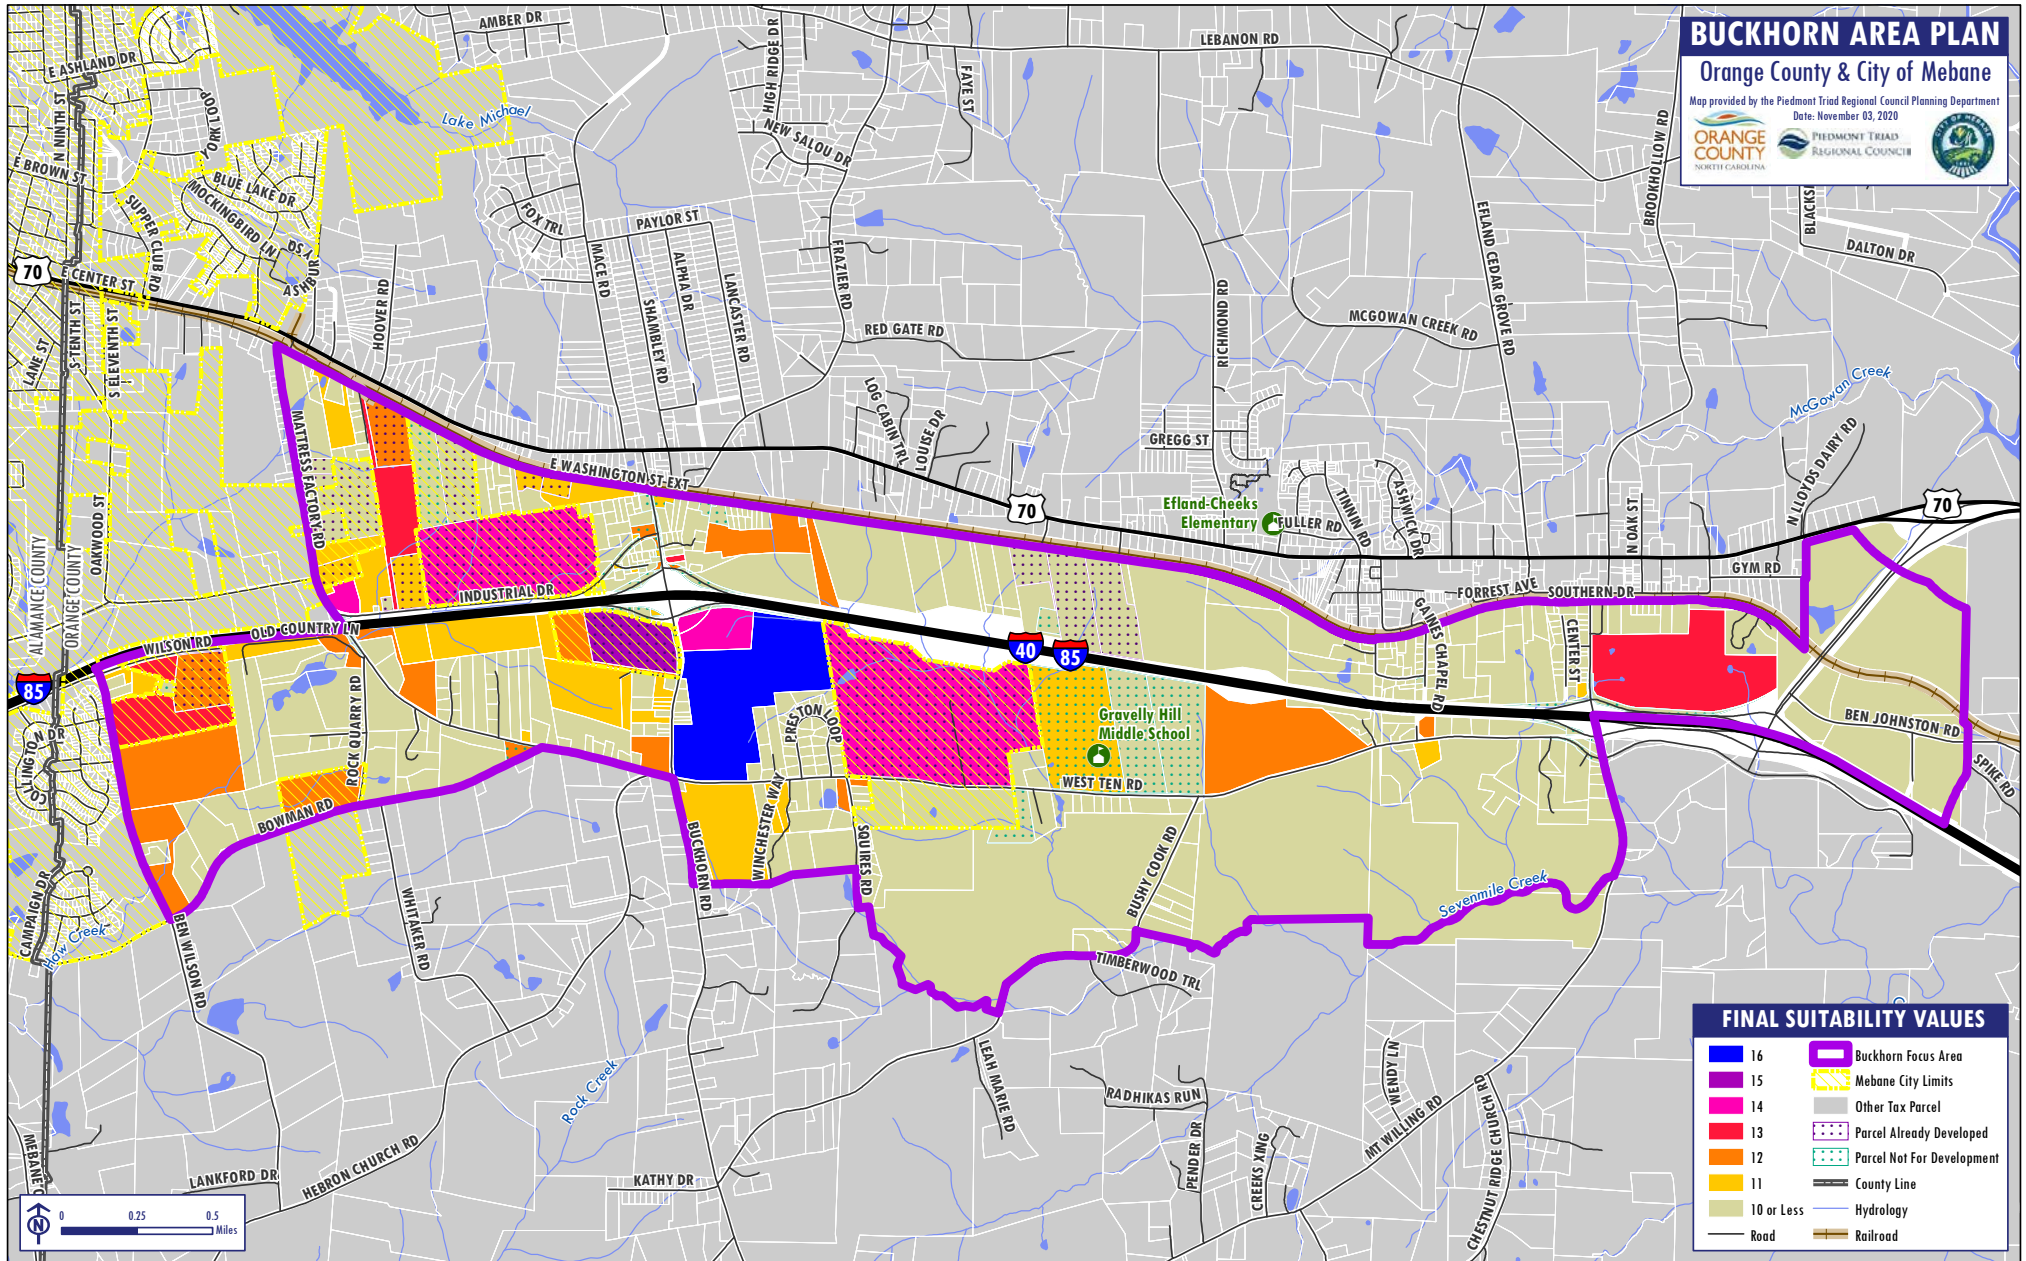 BUCKHORN AREA PLAN
Orange County & City of Mebane
Map provided by the Piedmont Triad Regional Council Planning Department
Date: November 03, 2020
ORANGE
COUNTY
NORTH CAROLINA
PIEDMONT TRIAD
REGIONAL COUNCIL
CITY OF MEBANE
AMBER DR
LEBANON RD
E ASHLAND DR
N NINTH ST
YORK LOOP
HIGH RIDGE DR
FAYE ST
Lake Michael
NEW SALOU DR
BROOKHOLLOW RD
E BROWN ST
BLUE LAKE DR
MOCKINGBIRD LN
SUPPER CLUB RD
FOX TRL
PAYLOR ST
EFLAND CEDAR GROVE RD
DALTON DR
MACE RD
ALPHA DR
LANCASTER RD
FRAZIER RD
SHAMBLEY RD
70
E CENTER ST
HOOVER RD
RICHMOND RD
MCGOWAN CREEK RD
RED GATE RD
LANE ST
S TENTH ST
S ELEVENTH ST
McGowan Creek
LOG CABIN TRL
LOUISE DR
GREGG ST
MATTRESS FACTORY RD
E WASHINGTON ST EXT
N LLOYDS DAIRY RD
Efland-Cheeks
Elementary
FULLER RD
TINNIN RD
ASHWICK DR
N OAK ST
70
70
OAKWOOD ST
ALAMANCE COUNTY
ORANGE COUNTY
GYM RD
INDUSTRIAL DR
FORREST AVE
SOUTHERN DR
GAINES CHAPEL RD
CENTER ST
OLD COUNTRY LN
WILSON RD
40
85
85
ROCK QUARRY RD
PRESTON LOOP
Gravelly Hill
Middle School
BEN JOHNSTON RD
SPIKE RD
COLLINGTON DR
WEST TEN RD
BOWMAN RD
BUCKHORN RD
WINCHESTER WAY
SQUIRES RD
BUSHY COOK RD
Sevenmile Creek
CAMPAIGN DR
Haw Creek
BEN WILSON RD
WHITAKER RD
TIMBERWOOD TRL
LEAH MARIE RD
Rock Creek
RADHIKAS RUN
WENDY LN
MT WILLING RD
CHESTNUT RIDGE CHURCH RD
PENDER DR
CREEKS XING
KATHY DR
HEBRON CHURCH RD
LANKFORD DR
N
0
0.25
0.5
Miles
FINAL SUITABILITY VALUES
16
15
14
13
12
11
10 or Less
Road
Buckhorn Focus Area
Mebane City Limits
Other Tax Parcel
Parcel Already Developed
Parcel Not For Development
County Line
Hydrology
Railroad